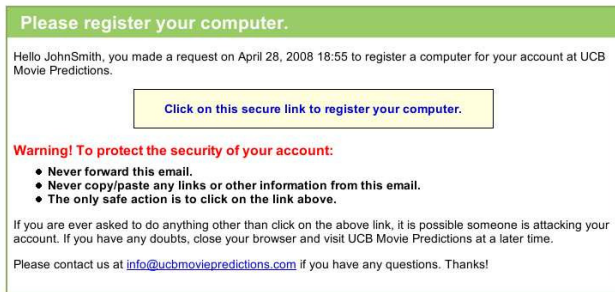 Please register your computer.
Hello JohnSmith, you made a request on April 28, 2008 18:55 to register a computer for your account at UCB
Movie Predictions.
Click on this secure link to register your computer.
Warning! To protect the security of your account:
● Never forward this email.
● Never copy/paste any links or other information from this email.
● The only safe action is to click on the link above.
If you are ever asked to do anything other than click on the above link, it is possible someone is attacking your
account. If you have any doubts, close your browser and visit UCB Movie Predictions at a later time.
Please contact us at info@ucbmoviepredictions.com if you have any questions. Thanks!